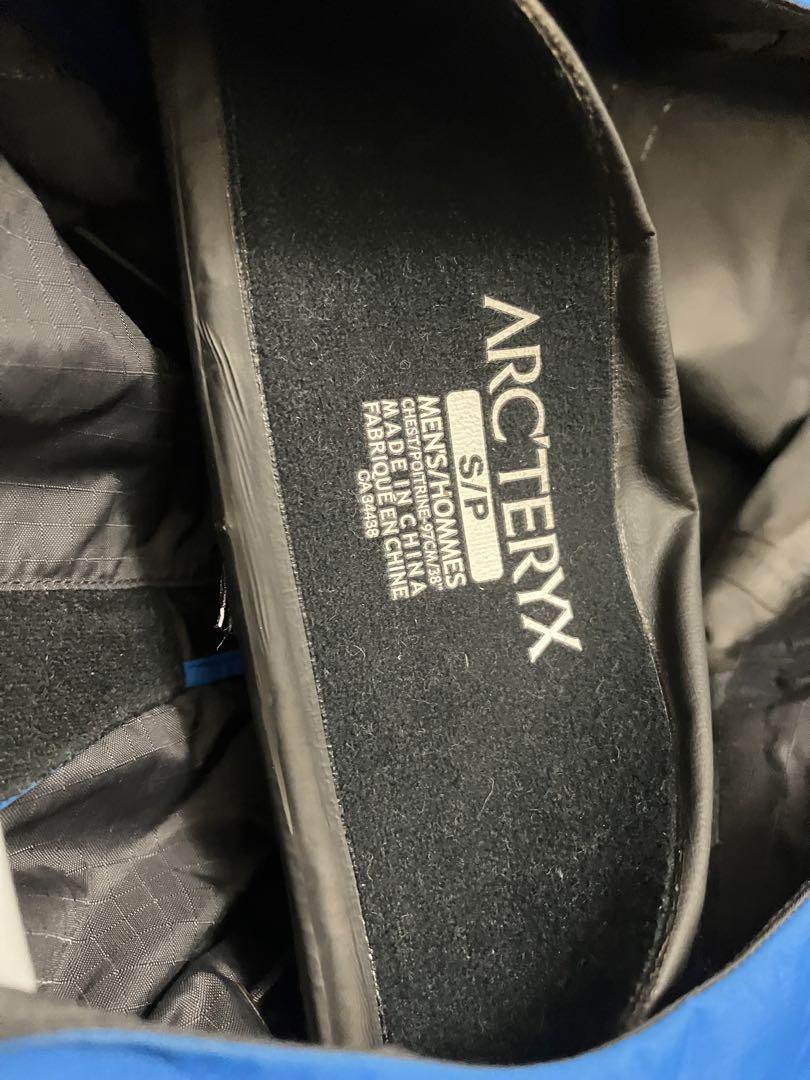 ARC'TERYX
S/P
MEN'S/HOMMES
CHEST/POITRINE-97CM/38"
MADE IN CHINA
FABRIQUE EN CHINE
CA 34438